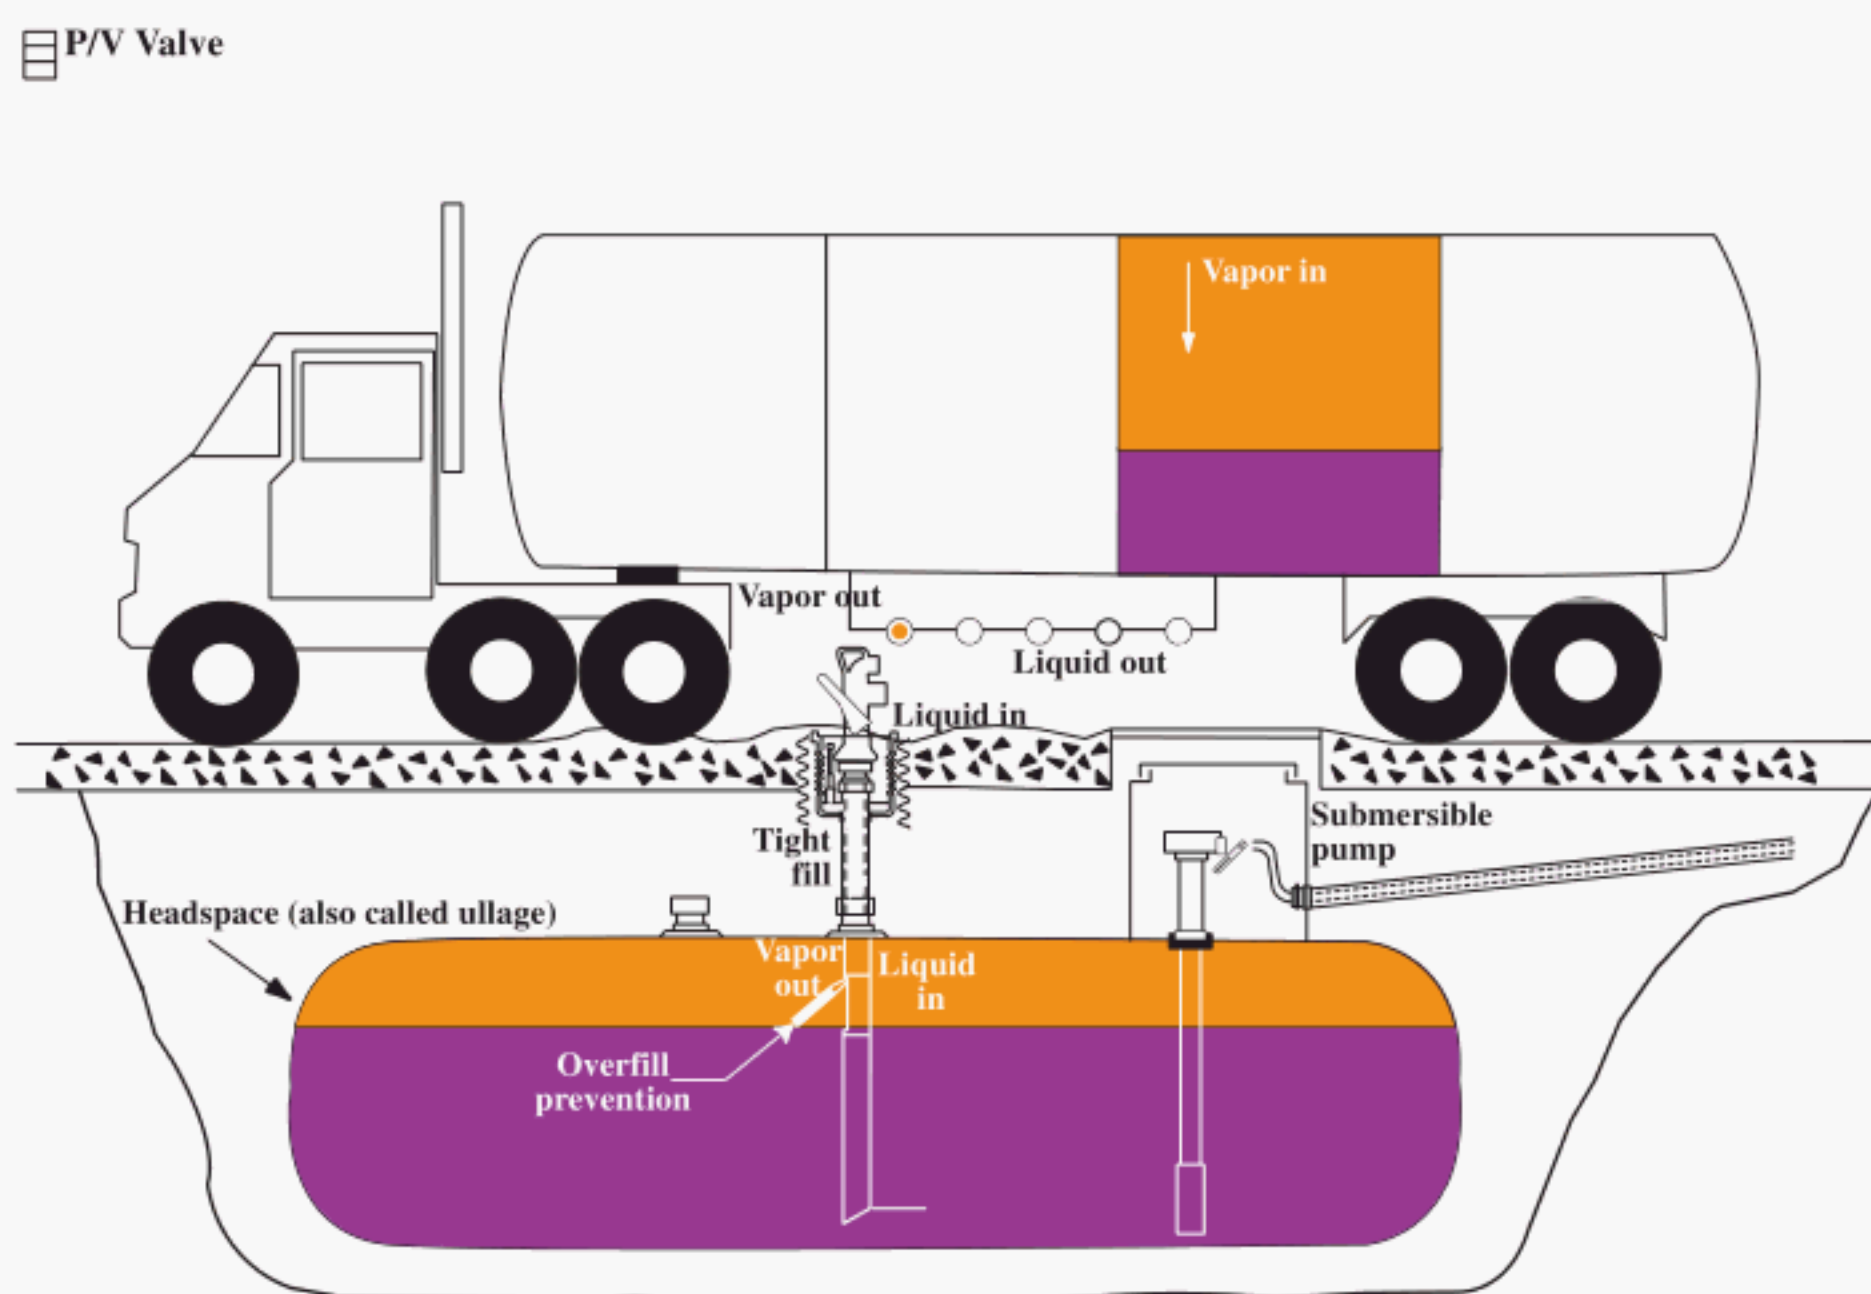 P/V Valve
Vapor in
Vapor out
Liquid out
Liquid in
Submersible
pump
Tight
fill
Headspace (also called ullage)
Vapor
out
Liquid
in
Overfill
prevention